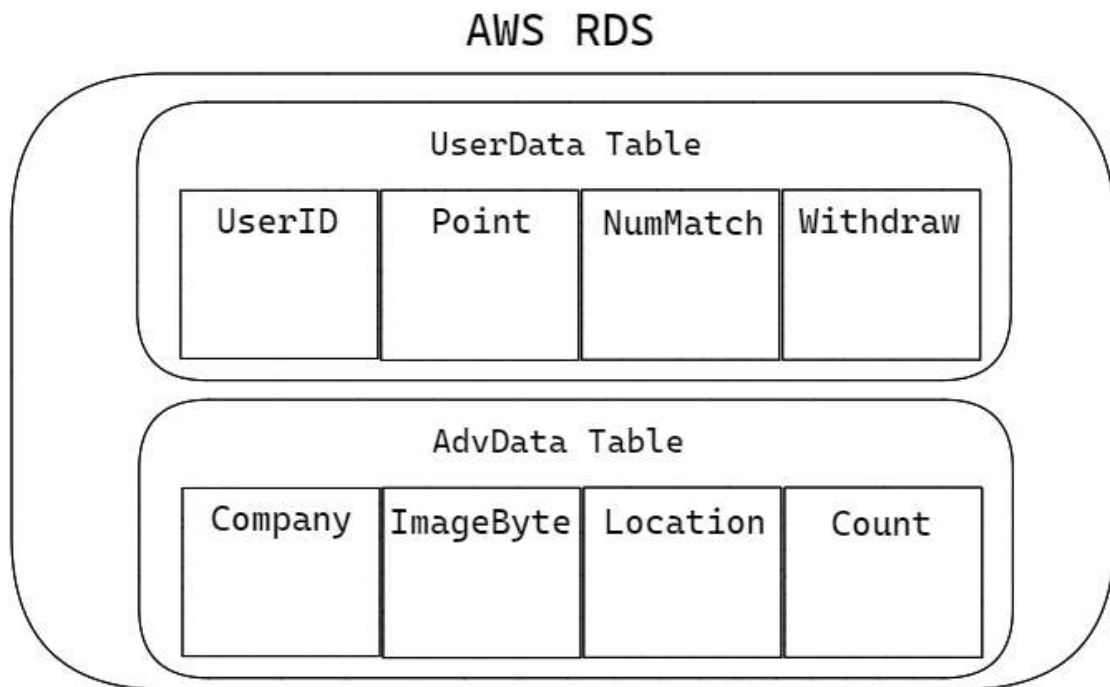 AWS RDS
UserData Table
UserID Point NumMatch Withdraw
AdvData Table
Company ImageByte Location Count